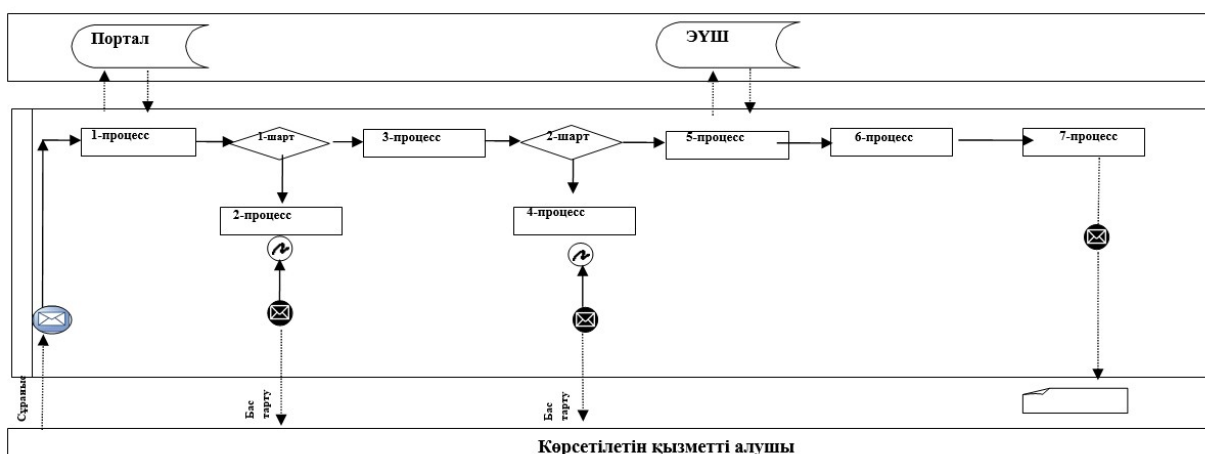 Портал
ЭҮШ
1-процесс
1-шарт
3-процесс
2-шарт
5-процесс
6-процесс
7-процесс
2-процесс
4-процесс
Сұраныс
Бас
тарту
Бас
тарту
Көрсетілетін қызметті алушы